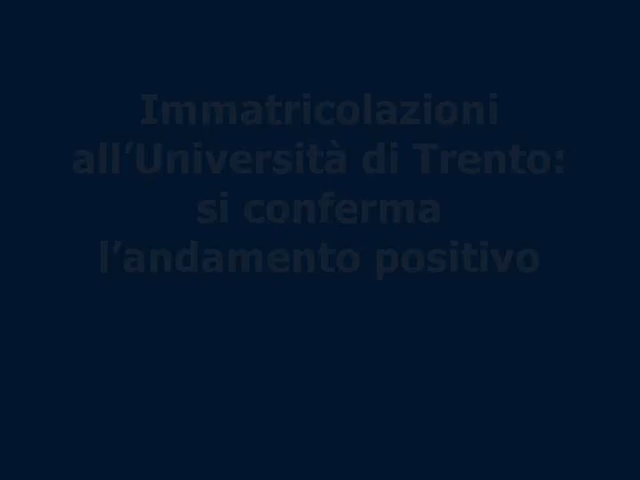 Immatricolazioni
all’Università di Trento:
si conferma
l’andamento positivo